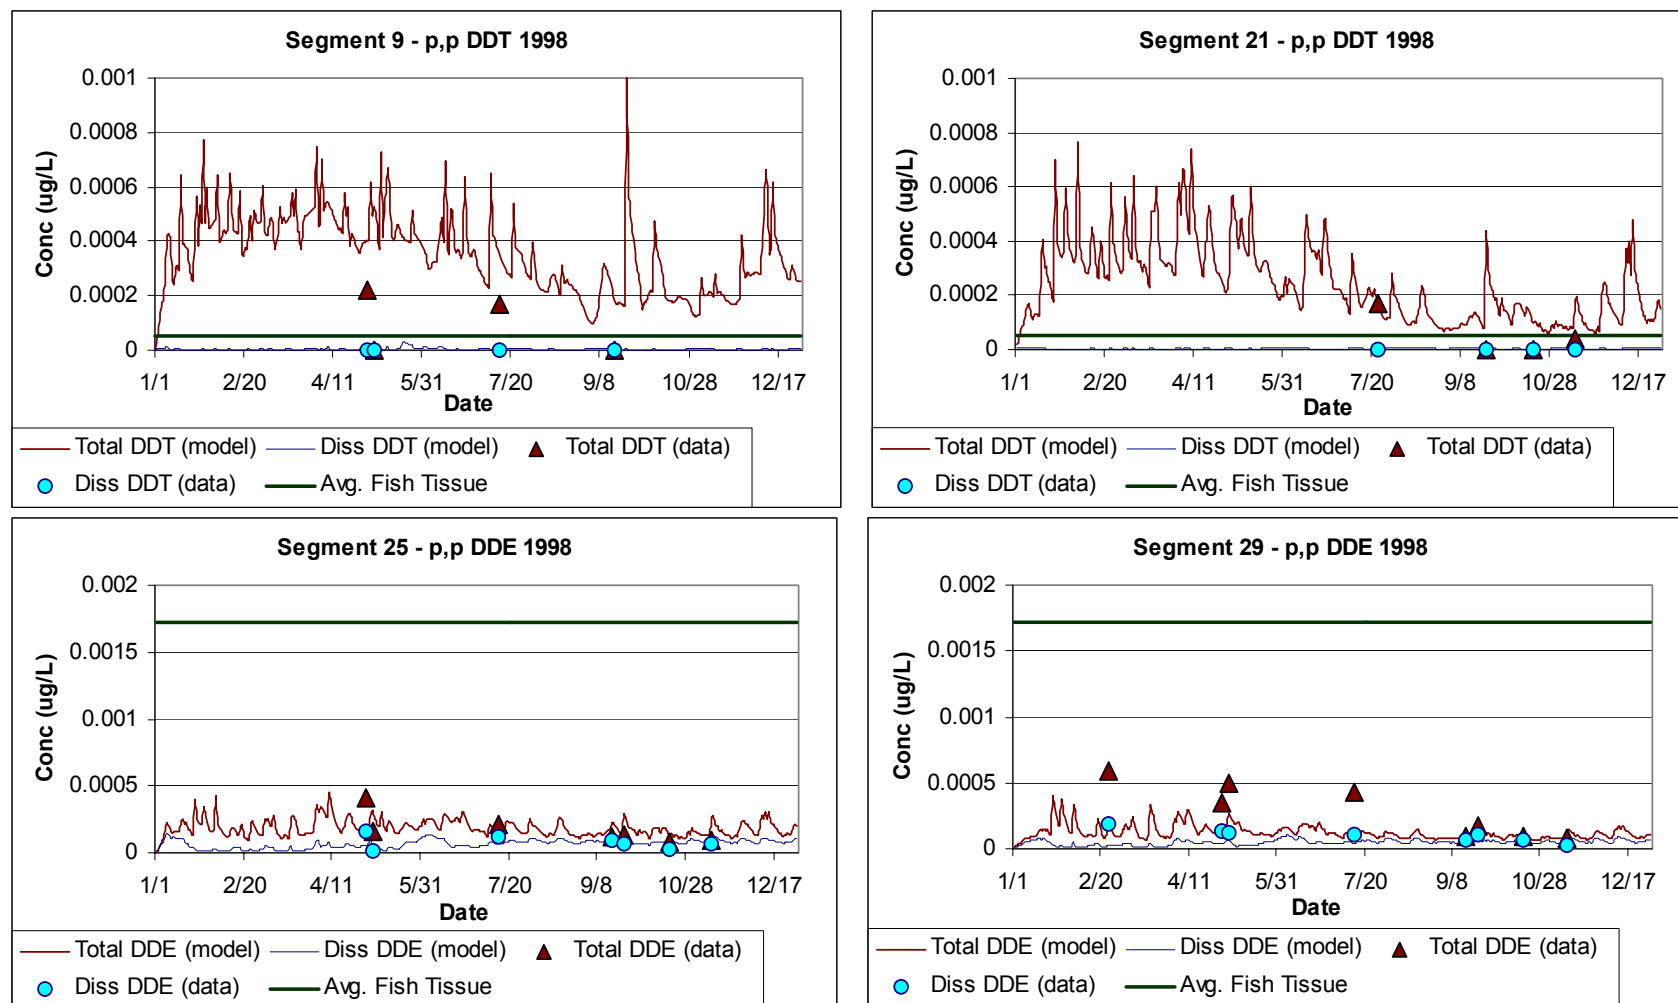 Segment 9 - p,p DDT 1998
Conc (ug/L)
0.001
0.0008
0.0006
0.0004
0.0002
0
1/1 2/20 4/11 5/31 7/20 9/8 10/28 12/17
Date
Total DDT (model) Diss DDT (model) Total DDT (data)
Diss DDT (data) Avg. Fish Tissue
Segment 21 - p,p DDT 1998
Conc (ug/L)
0.001
0.0008
0.0006
0.0004
0.0002
0
1/1 2/20 4/11 5/31 7/20 9/8 10/28 12/17
Date
Total DDT (model) Diss DDT (model) Total DDT (data)
Diss DDT (data) Avg. Fish Tissue
Segment 25 - p,p DDE 1998
Conc (ug/L)
0.002
0.0015
0.001
0.0005
0
1/1 2/20 4/11 5/31 7/20 9/8 10/28 12/17
Date
Total DDE (model) Diss DDE (model) Total DDE (data)
Diss DDE (data) Avg. Fish Tissue
Segment 29 - p,p DDE 1998
Conc (ug/L)
0.002
0.0015
0.001
0.0005
0
1/1 2/20 4/11 5/31 7/20 9/8 10/28 12/17
Date
Total DDE (model) Diss DDE (model) Total DDE (data)
Diss DDE (data) Avg. Fish Tissue